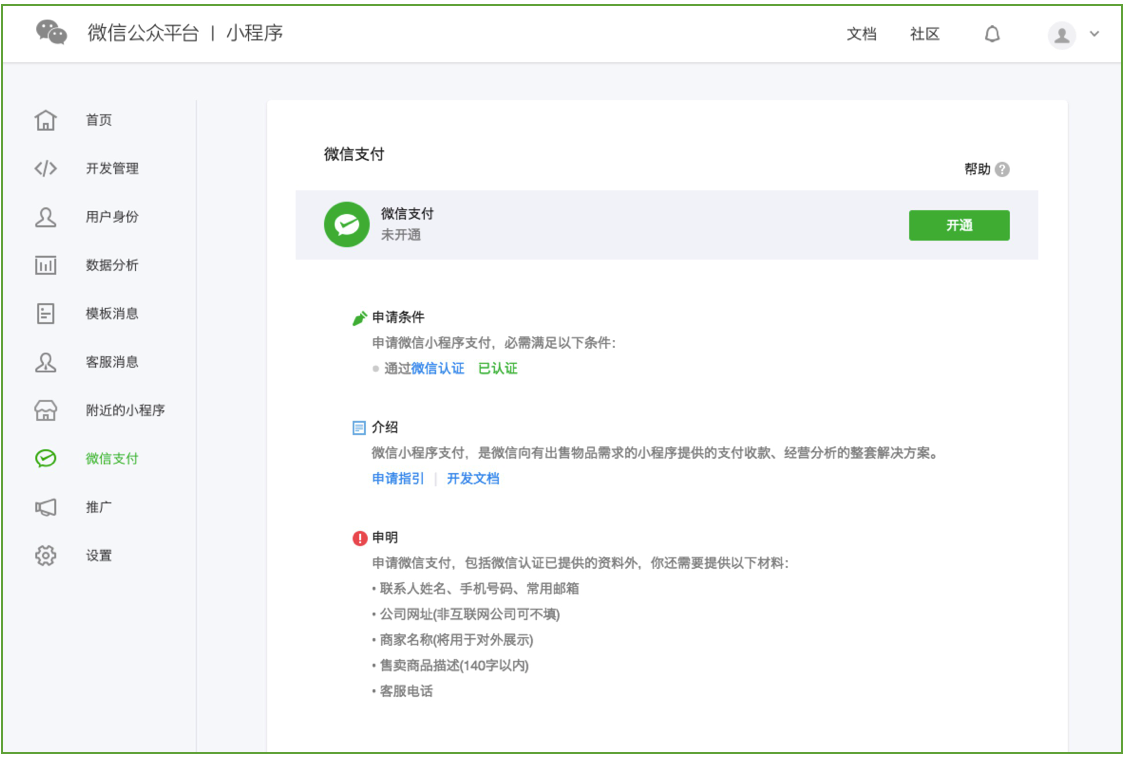 微信公众平台 | 小程序
文档 社区
首页
开发管理
用户身份
数据分析
模板消息
客服消息
附近的小程序
微信支付
推广
设置
微信支付
帮助 ?
微信支付
未开通
开通
申请条件
申请微信小程序支付，必需满足以下条件：
通过微信认证 已认证
介绍
微信小程序支付，是微信向有出售物品需求的小程序提供的支付收款、经营分析的整套解决方案。
申请指引 | 开发文档
申明
申请微信支付，包括微信认证已提供的资料外，你还需要提供以下材料：
• 联系人姓名、手机号码、常用邮箱
• 公司网址(非互联网公司可不填)
• 商家名称(将用于对外展示)
• 售卖商品描述(140字以内)
• 客服电话